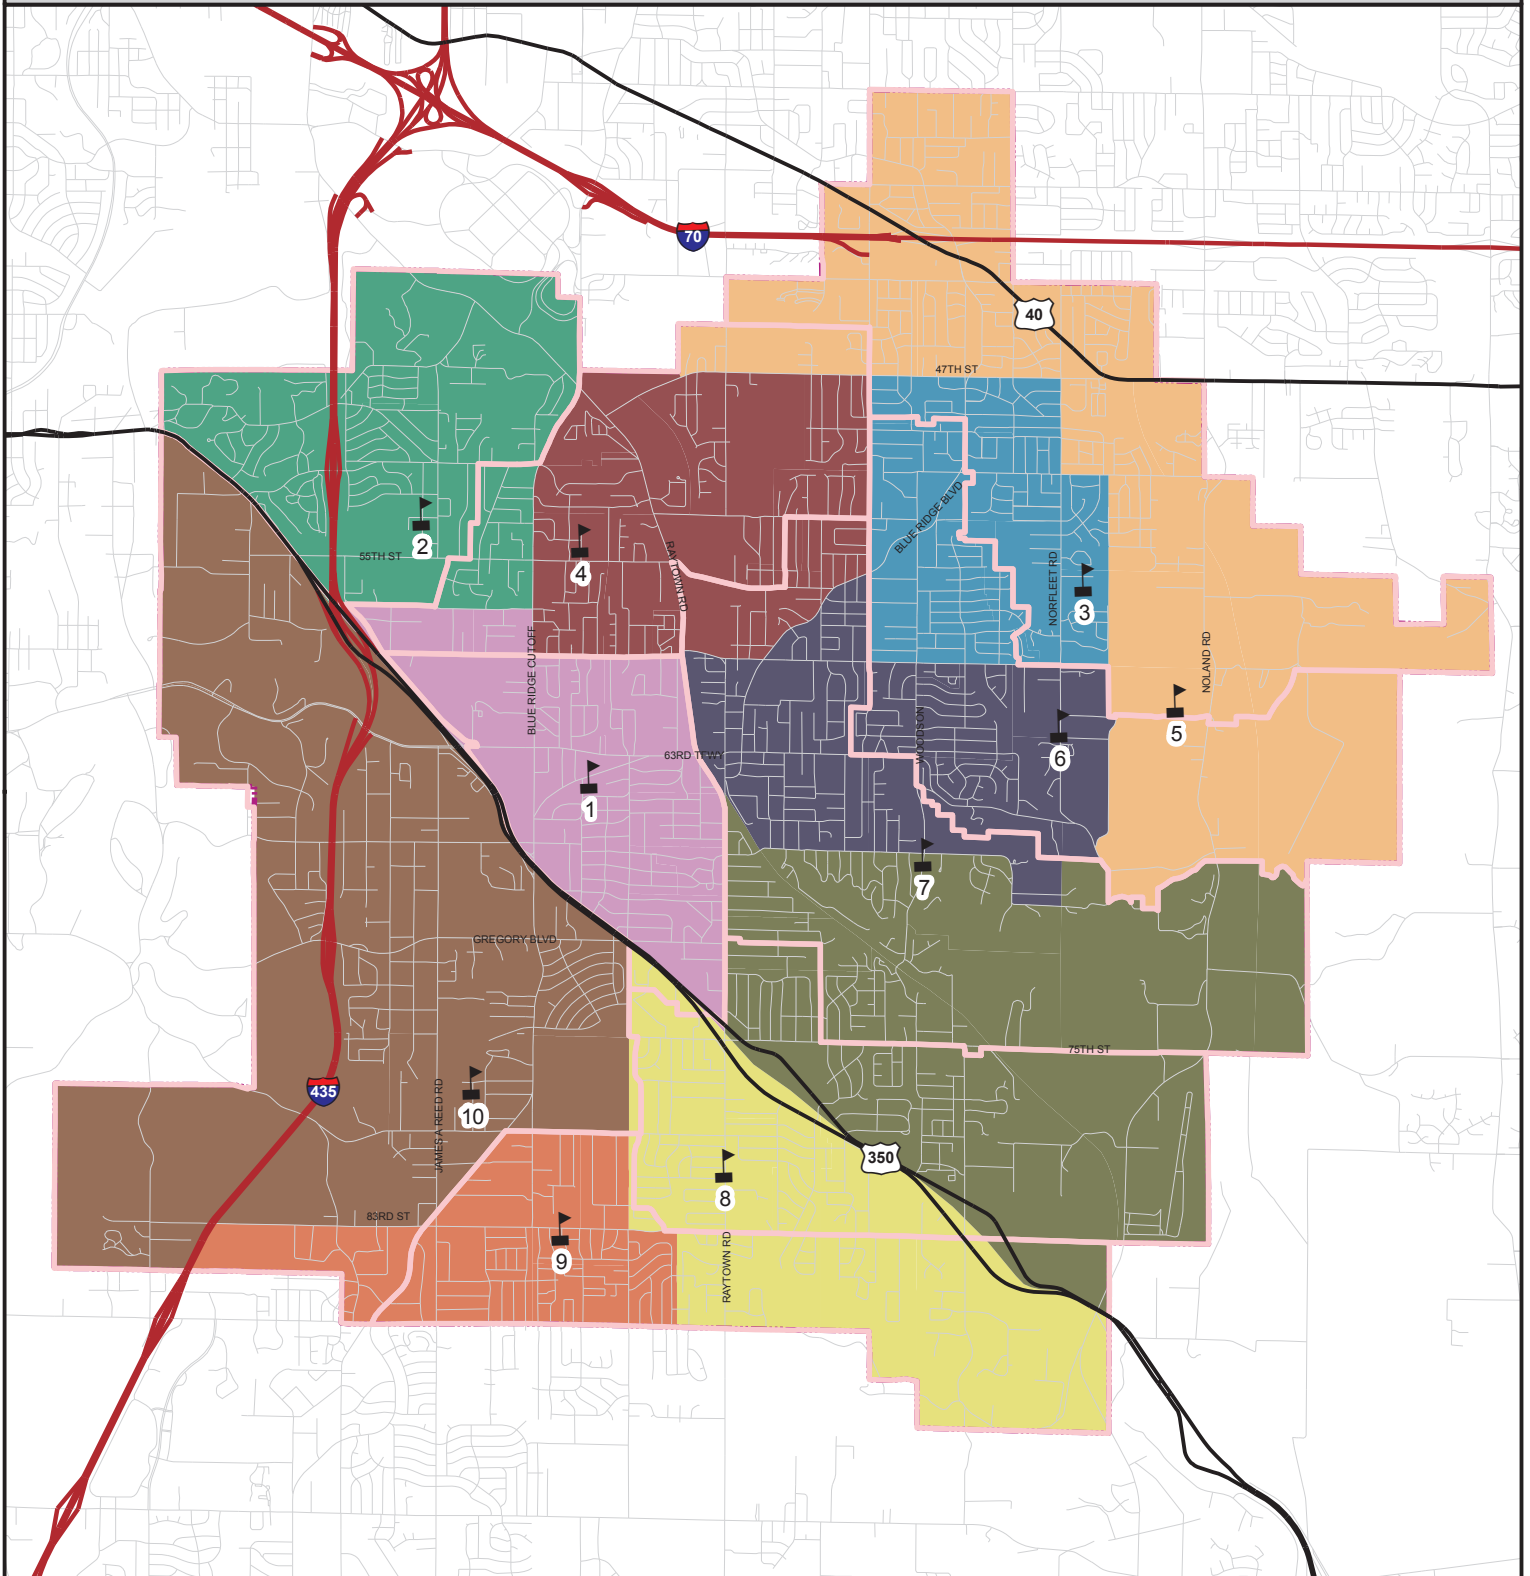 70
40
47TH ST
BLUE RIDGE BLVD
2
55TH ST
4
RAYTOWN RD
NORFLEET RD
3
BLUE RIDGE CUTOFF
NOLAND RD
5
WOODSON
6
63RD TFWY
1
7
GREGORY BLVD
75TH ST
435
JAMES A REED RD
10
350
8
83RD ST
9
RAYTOWN RD